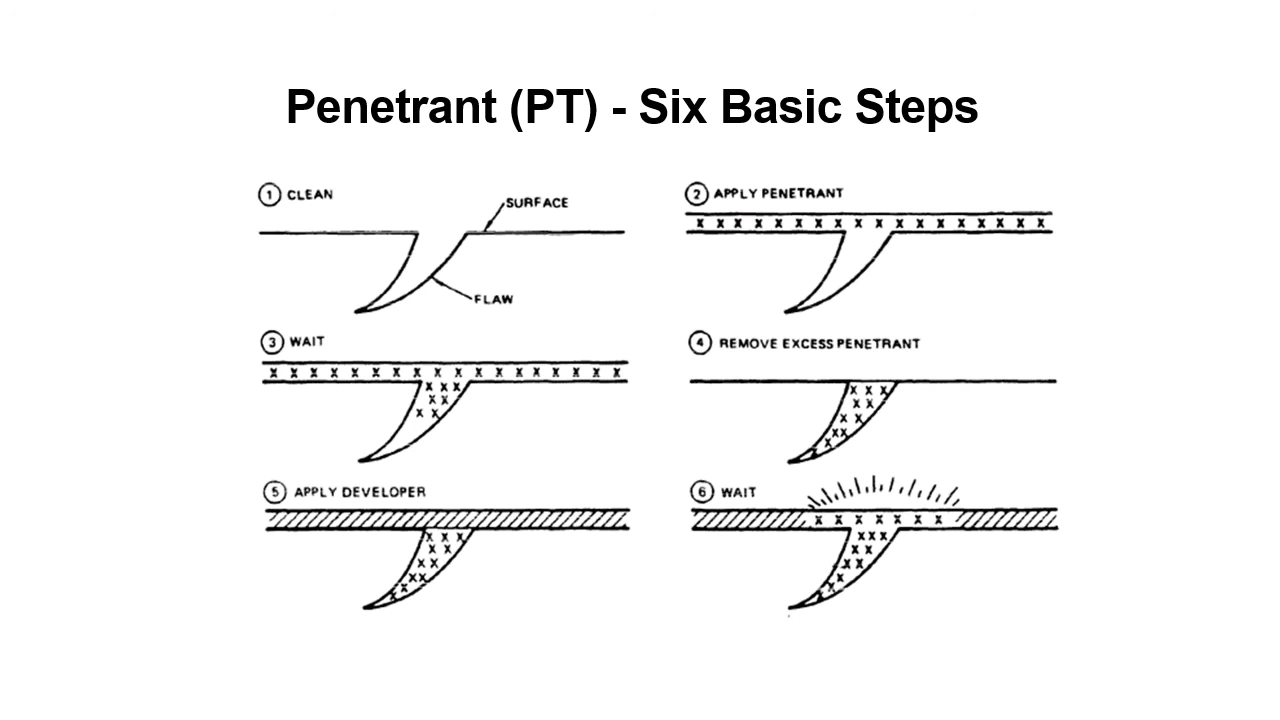 Penetrant (PT) - Six Basic Steps
1 CLEAN
SURFACE
FLAW
2 APPLY PENETRANT
3 WAIT
4 REMOVE EXCESS PENETRANT
5 APPLY DEVELOPER
6 WAIT